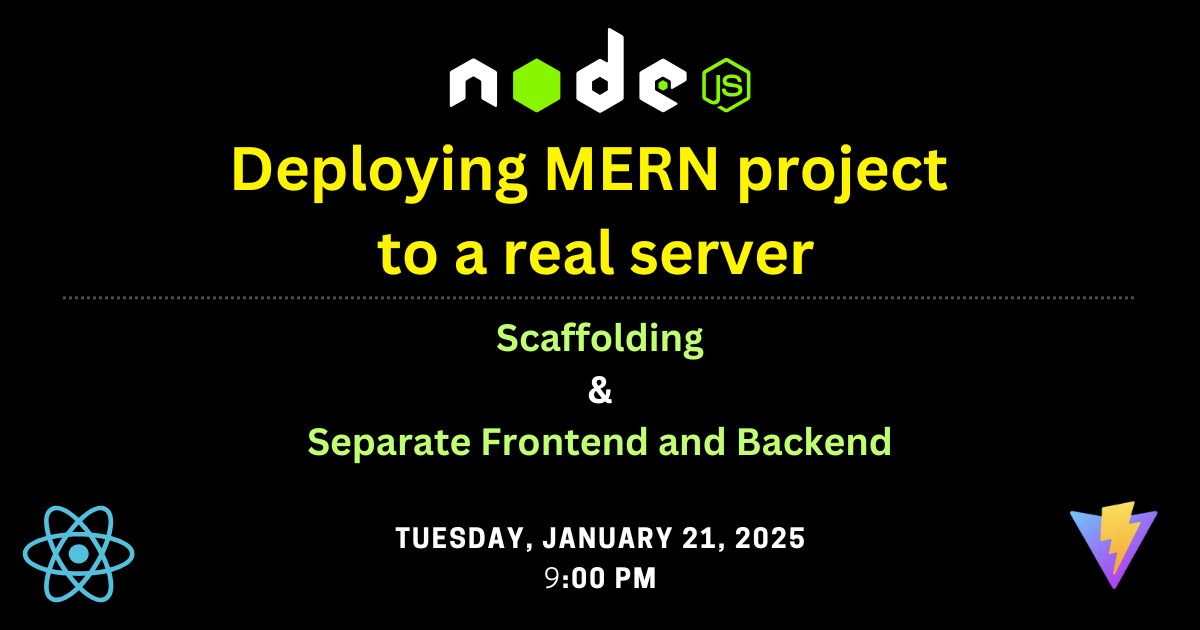 node JS
Deploying MERN project
to a real server
Scaffolding
&
Separate Frontend and Backend
TUESDAY, JANUARY 21, 2025
9:00 PM